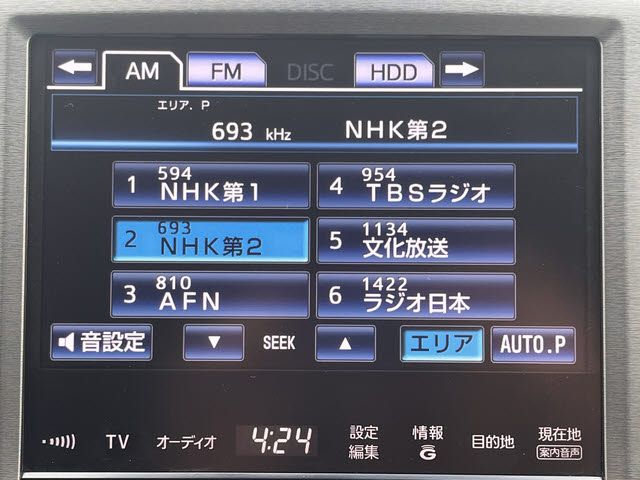 AM FM DISC HDD
エリア. P
693 kHz NHK第2
1 594 NHK第1
4 954 TBSラジオ
2 693 NHK第2
5 1134 文化放送
3 810 AFN
6 1422 ラジオ日本
音設定 ▼ SEEK ▲ エリア AUTO.P
TV オーディオ 4:24 設定 編集 情報 G 目的地 現在地 案内音声